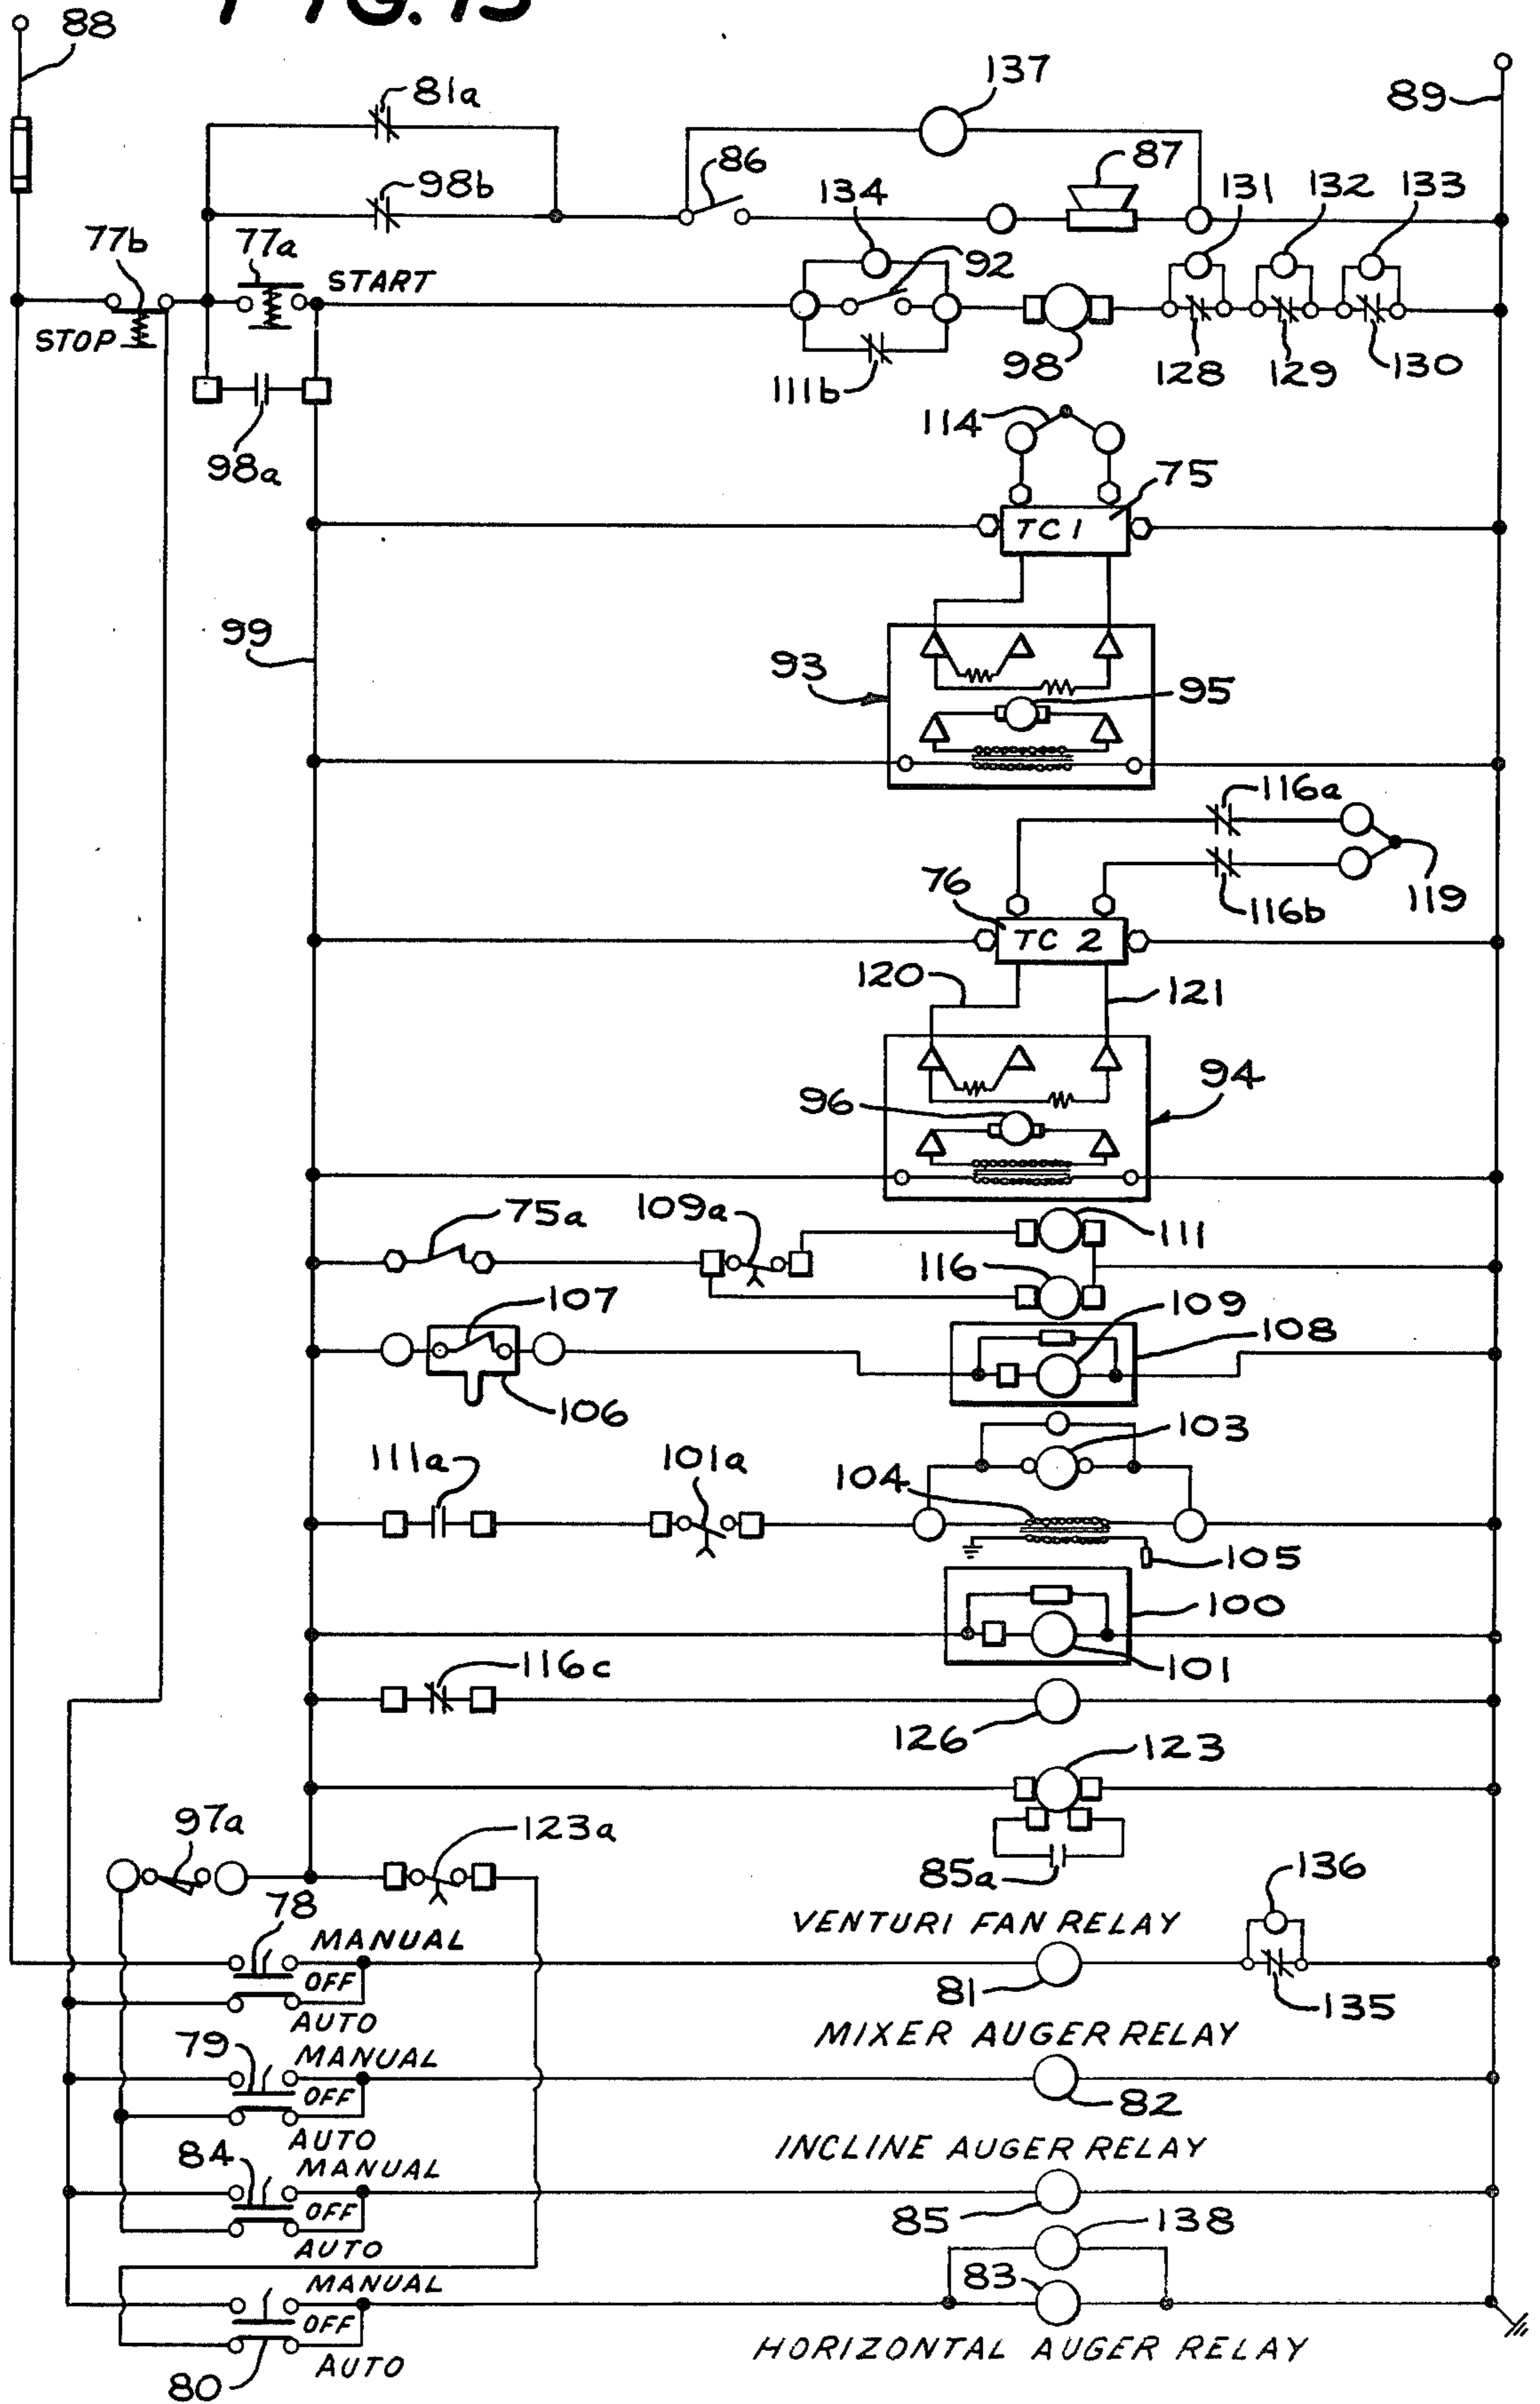 FIG. 15
88
81a
137
89
98b
86
87
134
131
132
133
77b
77a
START
92
STOP
111b
98
128
129
130
98a
114
75
TC 1
99
93
95
116a
119
76
116b
TC 2
120
121
96
94
75a
109a
111
116
107
109
108
106
111a
101a
103
104
105
100
101
116c
126
123
97a
123a
85a
136
78
MANUAL
VENTURI FAN RELAY
OFF
81
135
AUTO
MIXER AUGER RELAY
79
MANUAL
OFF
82
AUTO
INCLINE AUGER RELAY
84
MANUAL
OFF
85
138
AUTO
MANUAL
83
OFF
HORIZONTAL AUGER RELAY
AUTO
80